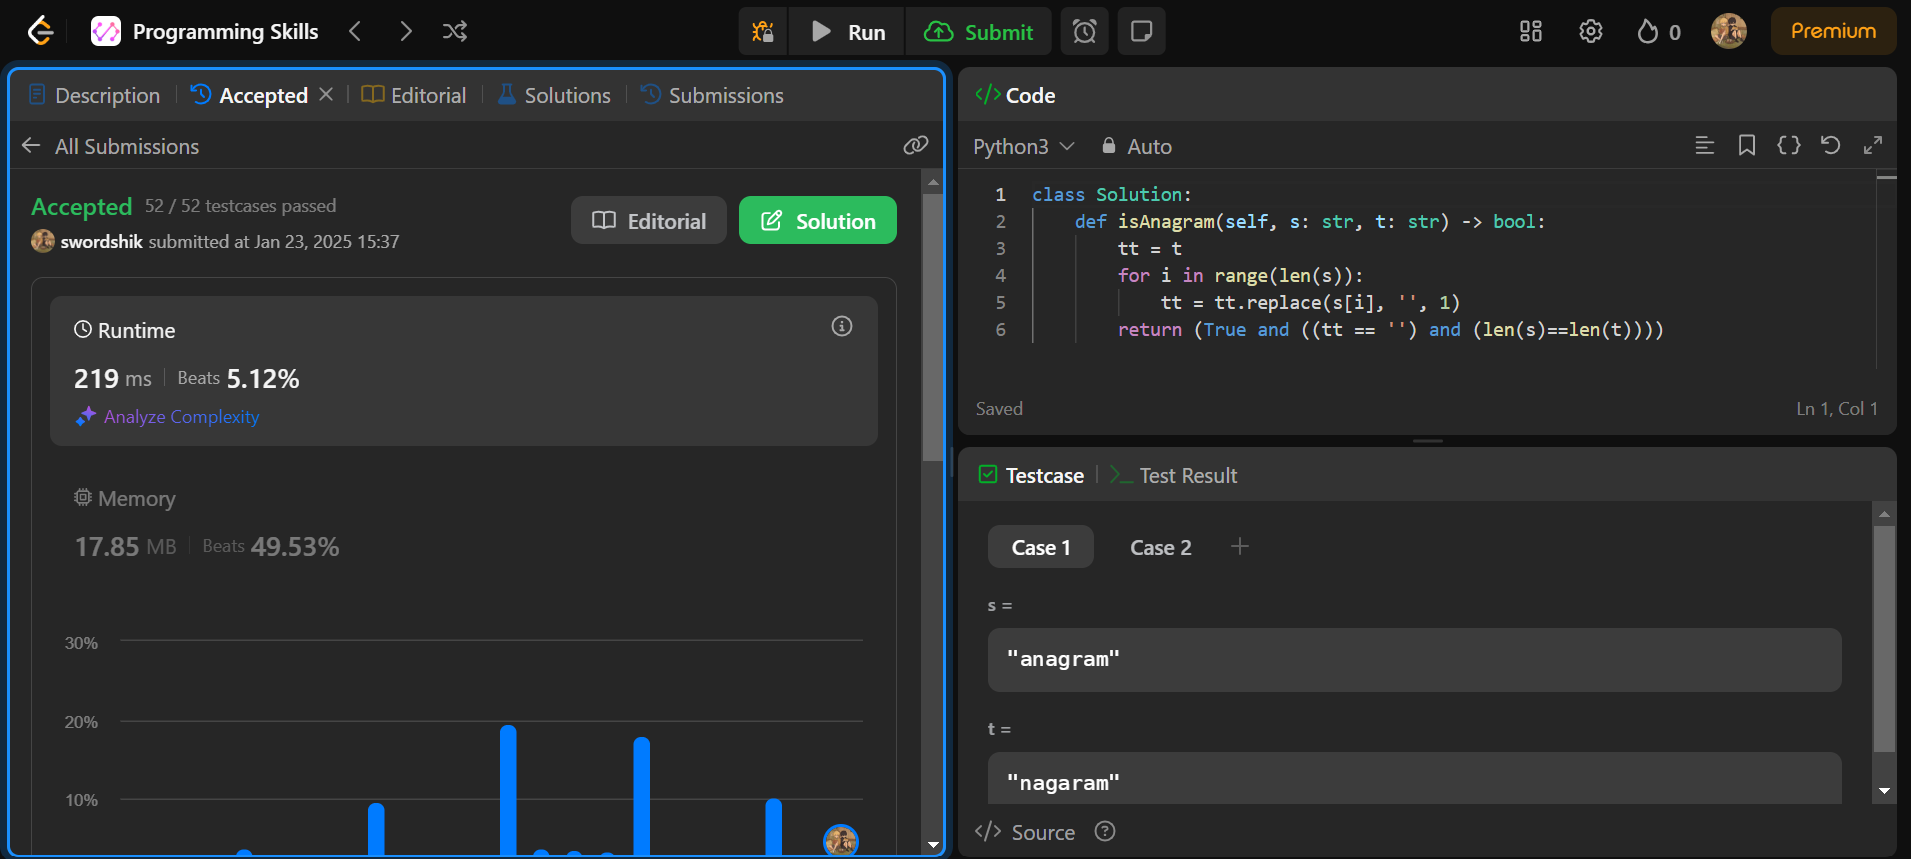 Programming Skills
Run
Submit
0
Premium
Description
Accepted
Editorial
Solutions
Submissions
All Submissions
Accepted 52 / 52 testcases passed
swordshik submitted at Jan 23, 2025 15:37
Editorial
Solution
Runtime
219 ms
Beats 5.12%
Analyze Complexity
Memory
17.85 MB
Beats 49.53%
30%
20%
10%
</> Code
Python3
Auto
1 class Solution:
2     def isAnagram(self, s: str, t: str) -> bool:
3         tt = t
4         for i in range(len(s)):
5             tt = tt.replace(s[i], '', 1)
6         return (True and ((tt == '') and (len(s)==len(t))))
Saved
Ln 1, Col 1
Testcase
Test Result
Case 1
Case 2
s =
"anagram"
t =
"nagaram"
</> Source